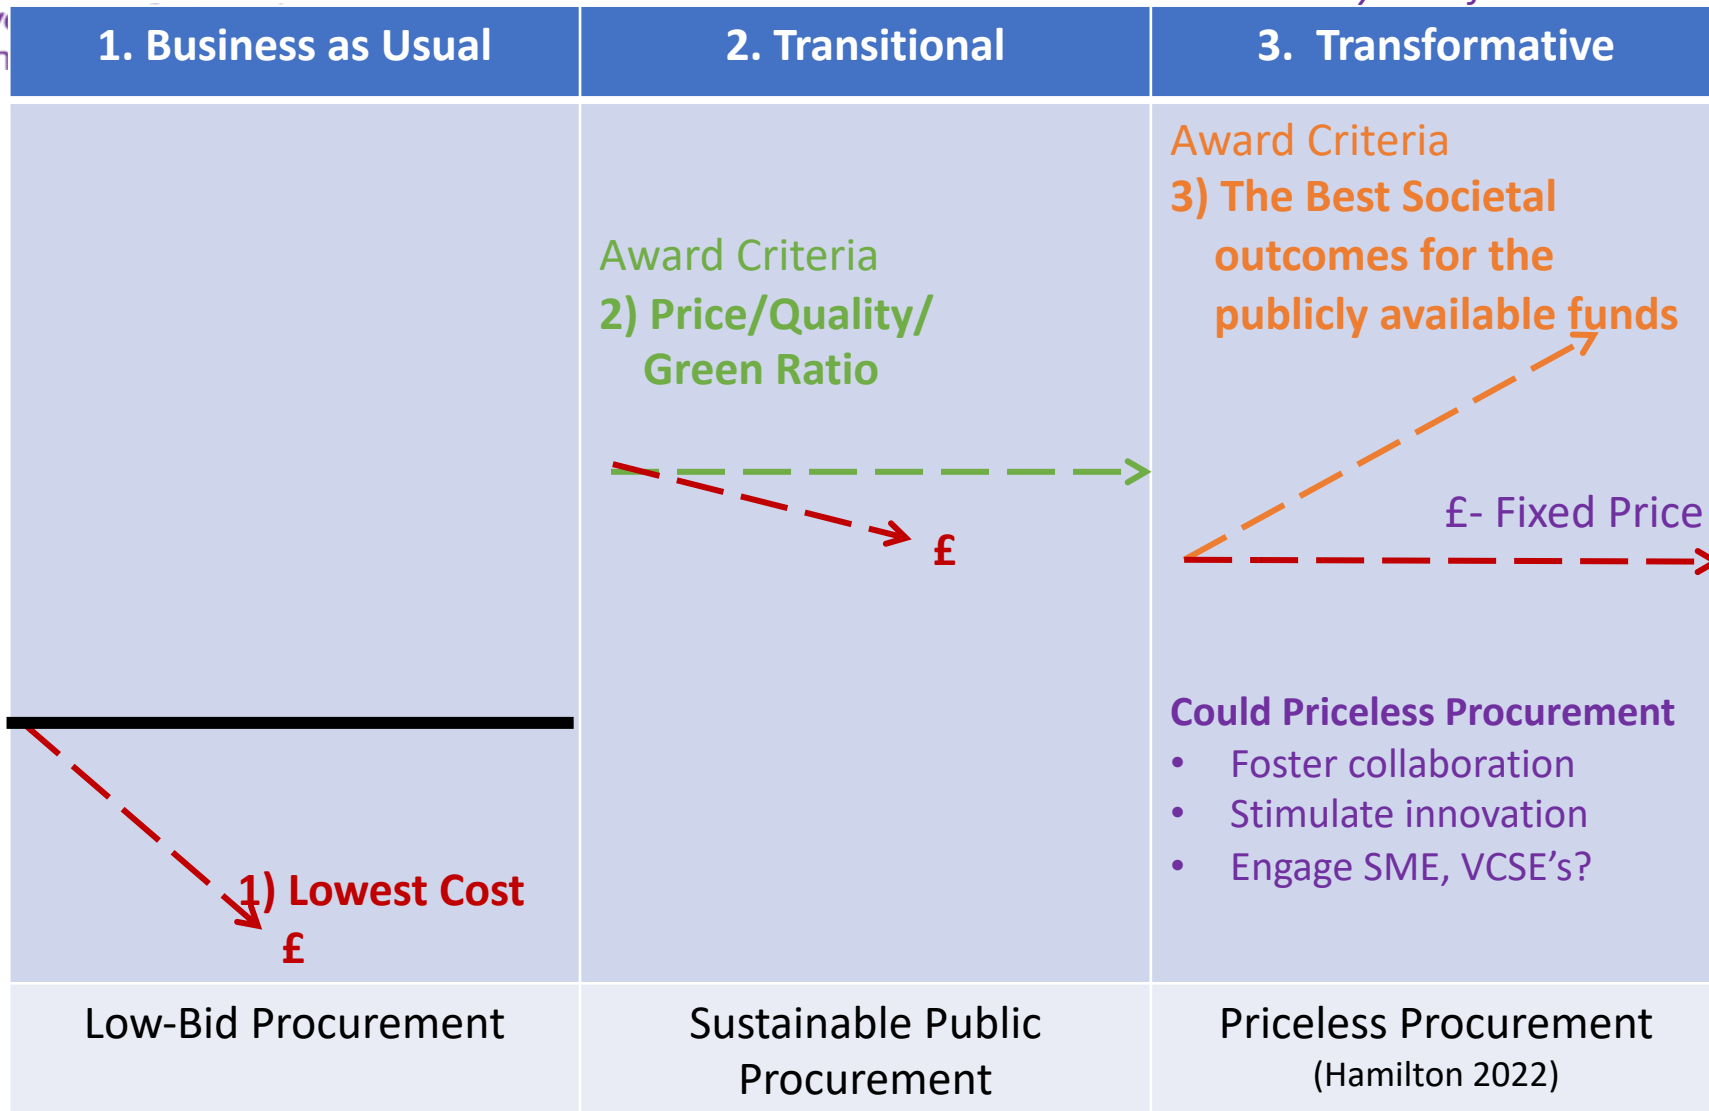 1. Business as Usual
2. Transitional
3. Transformative
Award Criteria
2) Price/Quality/
Green Ratio
£
Award Criteria
3) The Best Societal
outcomes for the
publicly available funds
£- Fixed Price
Could Priceless Procurement
• Foster collaboration
• Stimulate innovation
• Engage SME, VCSE’s?
1) Lowest Cost
£
Low-Bid Procurement
Sustainable Public
Procurement
Priceless Procurement
(Hamilton 2022)